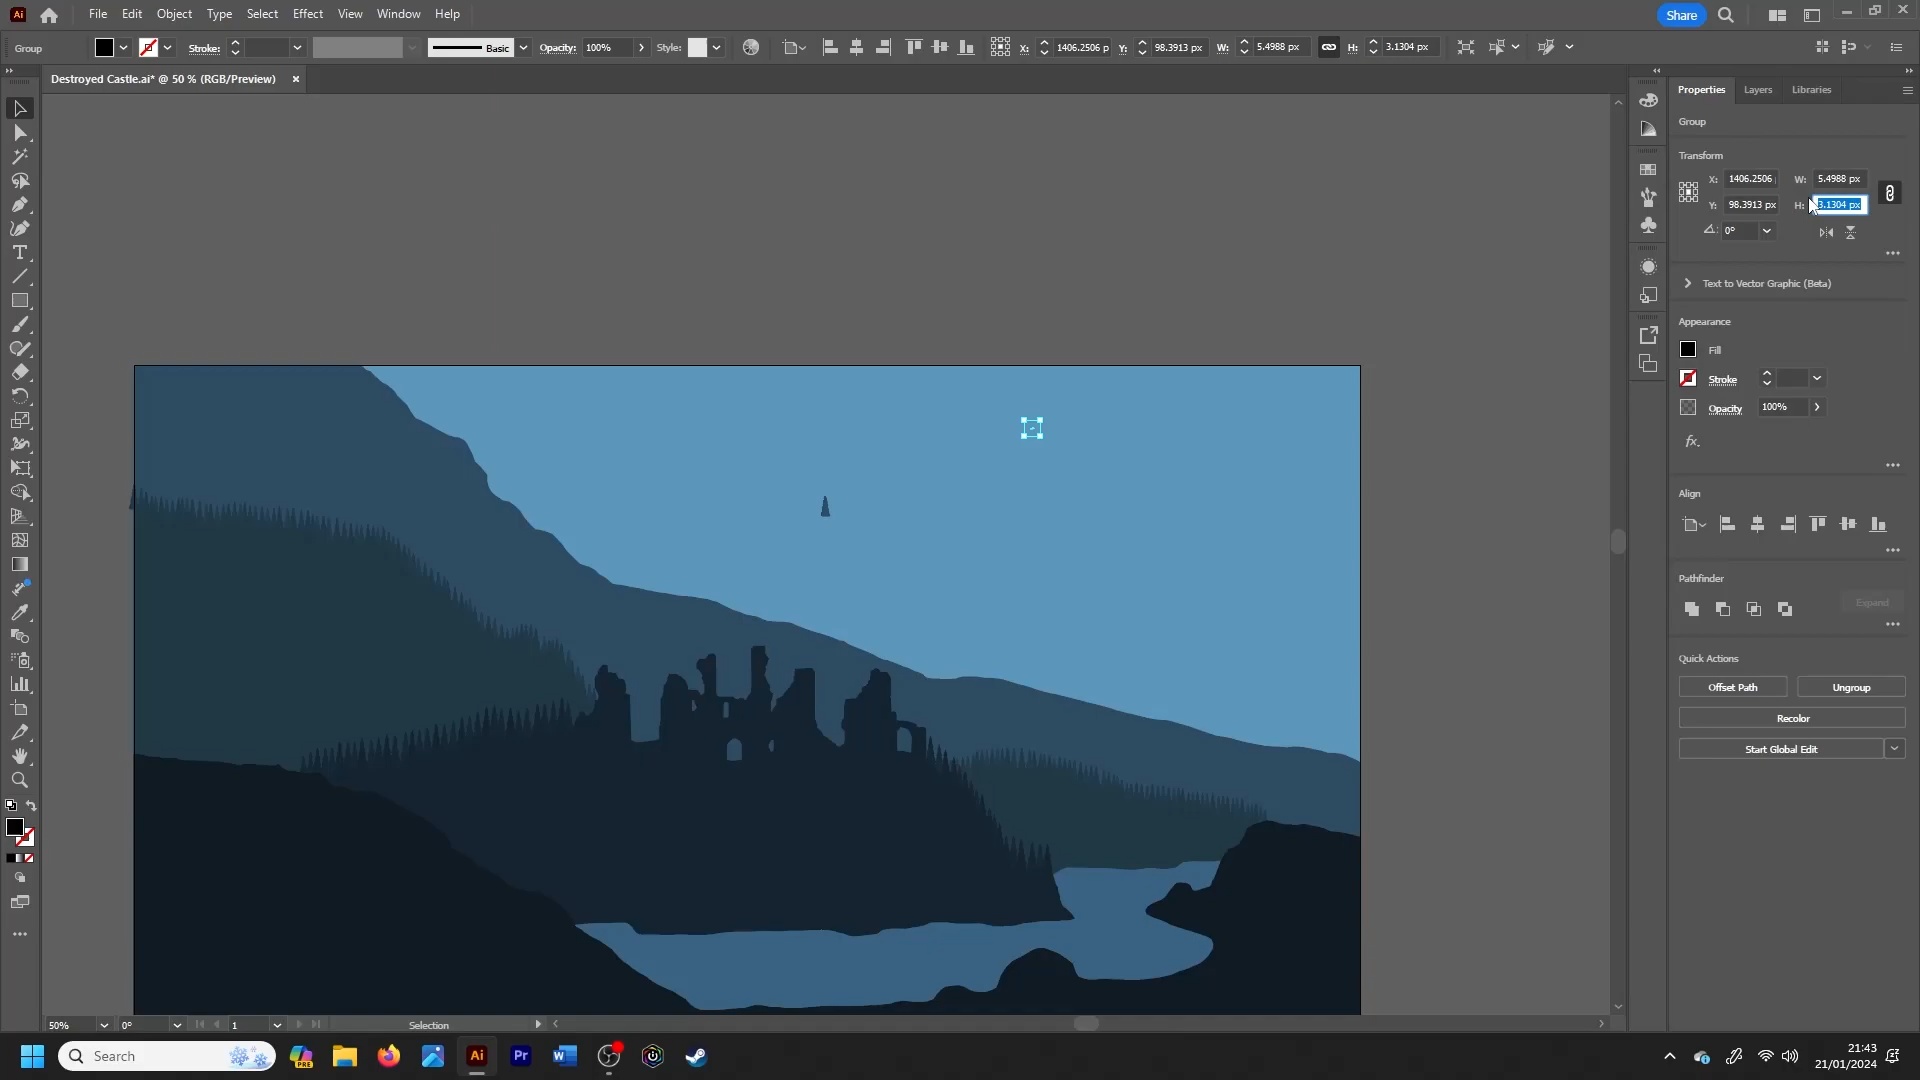 Ai File Edit Object Type Select Effect View Window Help Share
Group Stroke: Basic Opacity: 100% Style: X: 1406.2506 p Y: 98.3913 px W: 5.4988 px H: 3.1304 px
Destroyed Castle.ai* @ 50 % (RGB/Preview) ×
Properties Layers Libraries
Group
Transform
X: 1406.2506 W: 5.4988 px
Y: 98.3913 px H: 3.1304 px
0°
Text to Vector Graphic (Beta)
Appearance
Fill
Stroke
Opacity 100%
fx.
Align
Pathfinder
Expand
Quick Actions
Offset Path Ungroup
Recolor
Start Global Edit
50% 0° 1 Selection
Search PRE Ai Pr W 21:43
21/01/2024